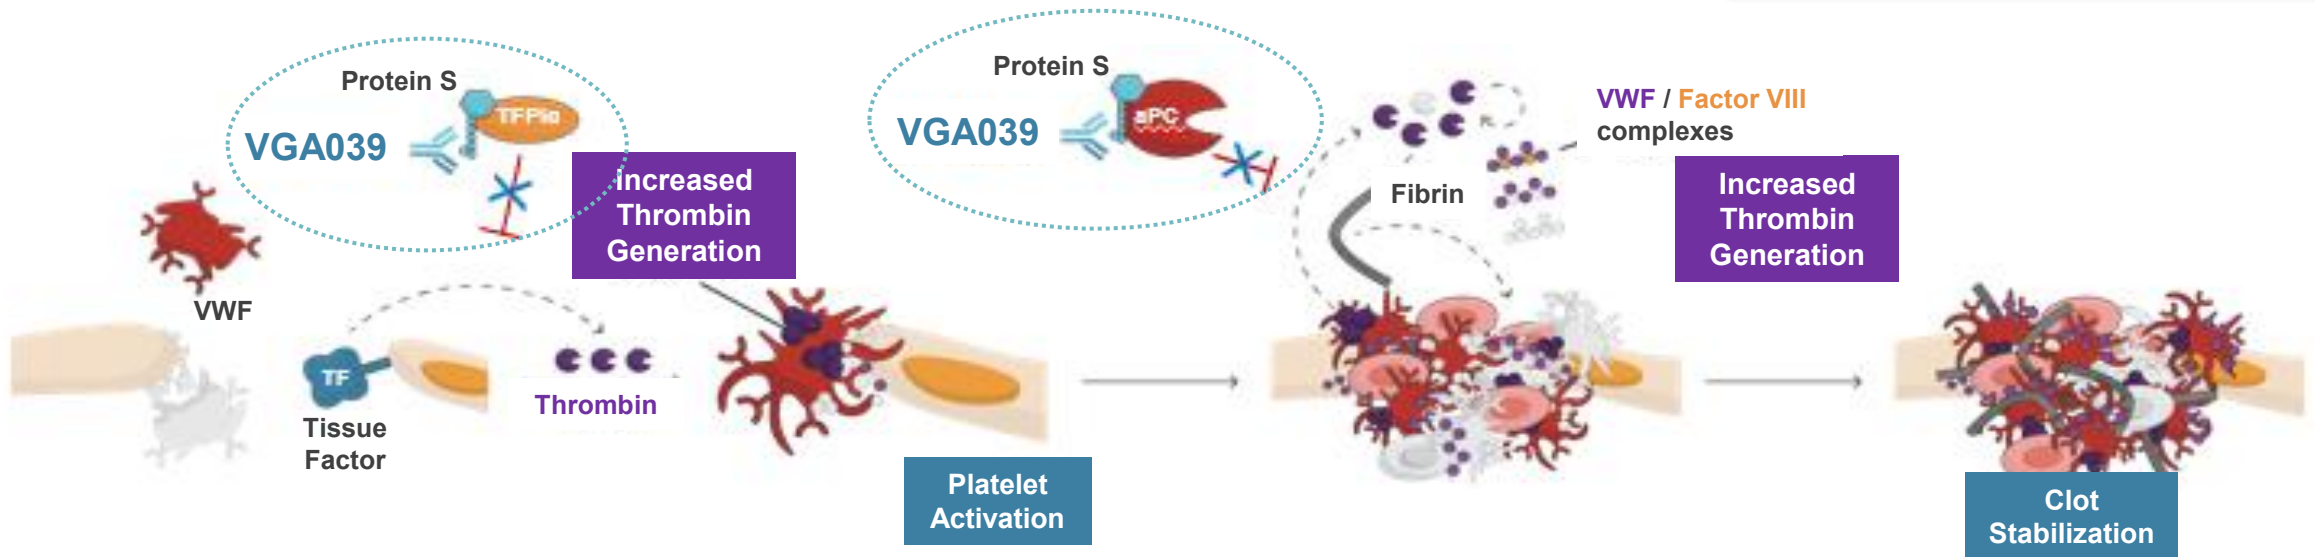 Protein S
TFPIα
VGA039
Increased
Thrombin
Generation
VWF
TF
Tissue
Factor
Thrombin
Platelet
Activation
Protein S
aPC
VGA039
Fibrin
VWF / Factor VIII
complexes
Increased
Thrombin
Generation
Clot
Stabilization